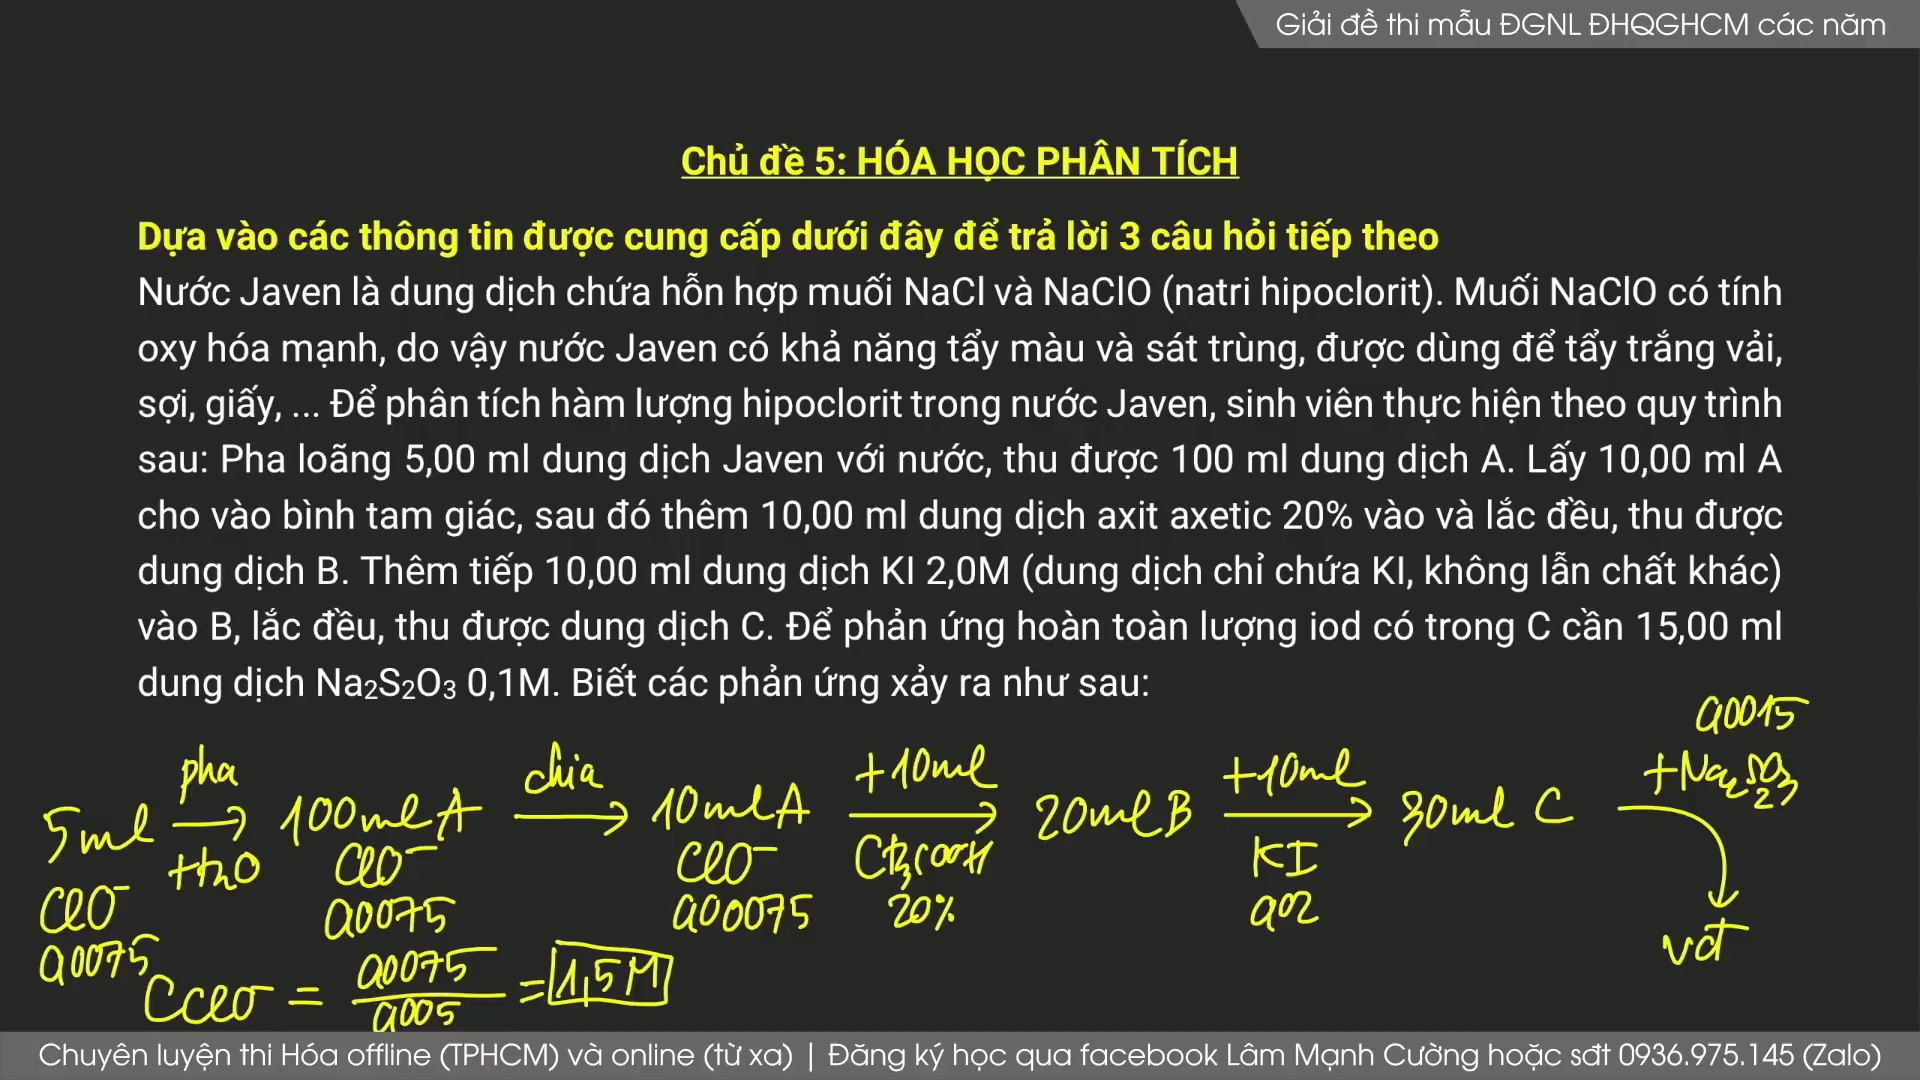 Giải đề thi mẫu ĐGNL ĐHQGHCM các năm
Chủ đề 5: HÓA HỌC PHÂN TÍCH
Dựa vào các thông tin được cung cấp dưới đây để trả lời 3 câu hỏi tiếp theo
Nước Javen là dung dịch chứa hỗn hợp muối NaCl và NaClO (natri hipoclorit). Muối NaClO có tính
oxy hóa mạnh, do vậy nước Javen có khả năng tẩy màu và sát trùng, được dùng để tẩy trắng vải,
sợi, giấy, ... Để phân tích hàm lượng hipoclorit trong nước Javen, sinh viên thực hiện theo quy trình
sau: Pha loãng 5,00 ml dung dịch Javen với nước, thu được 100 ml dung dịch A. Lấy 10,00 ml A
cho vào bình tam giác, sau đó thêm 10,00 ml dung dịch axit axetic 20% vào và lắc đều, thu được
dung dịch B. Thêm tiếp 10,00 ml dung dịch KI 2,0M (dung dịch chỉ chứa KI, không lẫn chất khác)
vào B, lắc đều, thu được dung dịch C. Để phản ứng hoàn toàn lượng iod có trong C cần 15,00 ml
dung dịch Na₂S₂O₃ 0,1M. Biết các phản ứng xảy ra như sau:
0,0015
pha chia +10ml +10ml +Na₂S₂O₃
5ml → 100ml A → 10ml A → 20ml B → 30ml C
+H₂O ClO⁻ ClO⁻ CH₃COOH KI
ClO⁻ 0,0075 0,00075 20% 0,02
0,0075 vđ
C ClO⁻ = 0,0075 / 0,005 = 1,5M
Chuyên luyện thi Hóa offline (TPHCM) và online (từ xa) | Đăng ký học qua facebook Lâm Mạnh Cường hoặc sđt 0936.975.145 (Zalo)